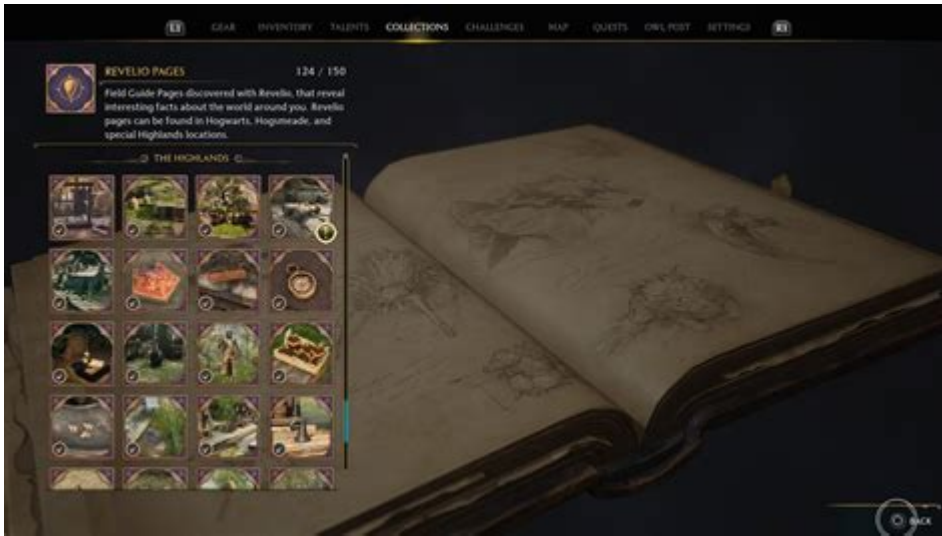 L1 GEAR INVENTORY TALENTS COLLECTIONS CHALLENGES MAP QUESTS OWL POST SETTINGS R1
REVELIO PAGES 124 / 150
Field Guide Pages discovered with Revelio, that reveal
interesting facts about the world around you. Revelio
pages can be found in Hogwarts, Hogsmeade, and
special Highlands locations.
THE HIGHLANDS
BACK